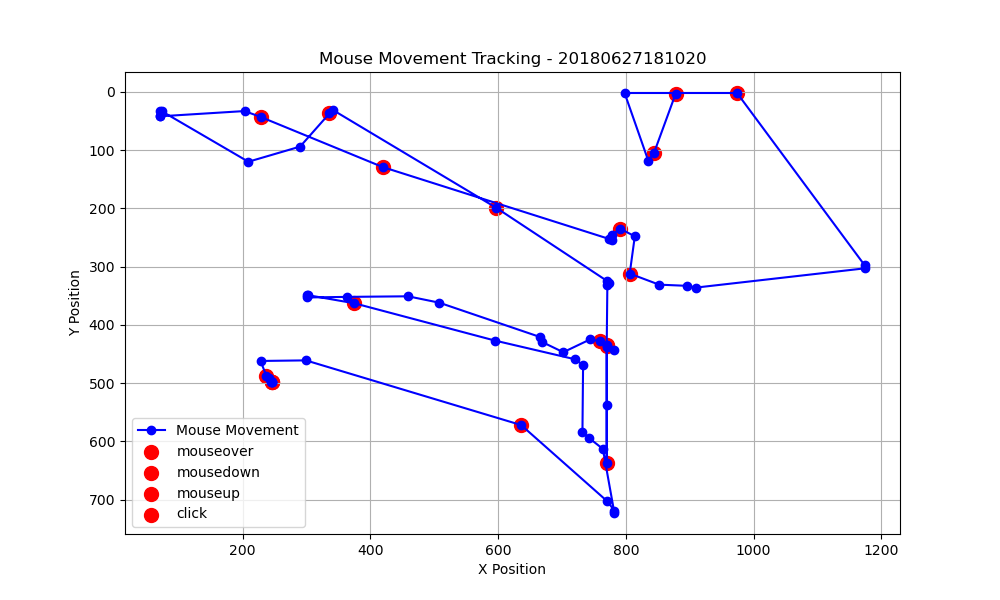 Mouse Movement Tracking - 20180627181020
Y Position
0
100
200
300
400
500
600
700
Mouse Movement
mouseover
mousedown
mouseup
click
200
400
600
800
1000
1200
X Position